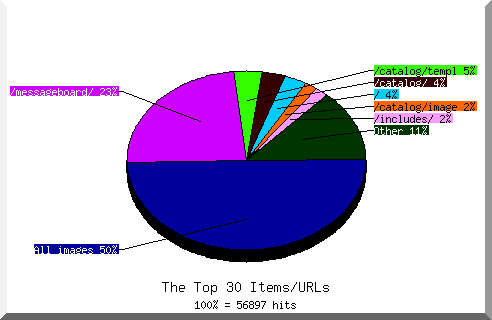 /catalog/templ 5%
/catalog/ 4%
/ 4%
/messageboard/ 23%
/catalog/image 2%
/includes/ 2%
Other 11%
All images 50%
The Top 30 Items/URLs
100% = 56897 hits